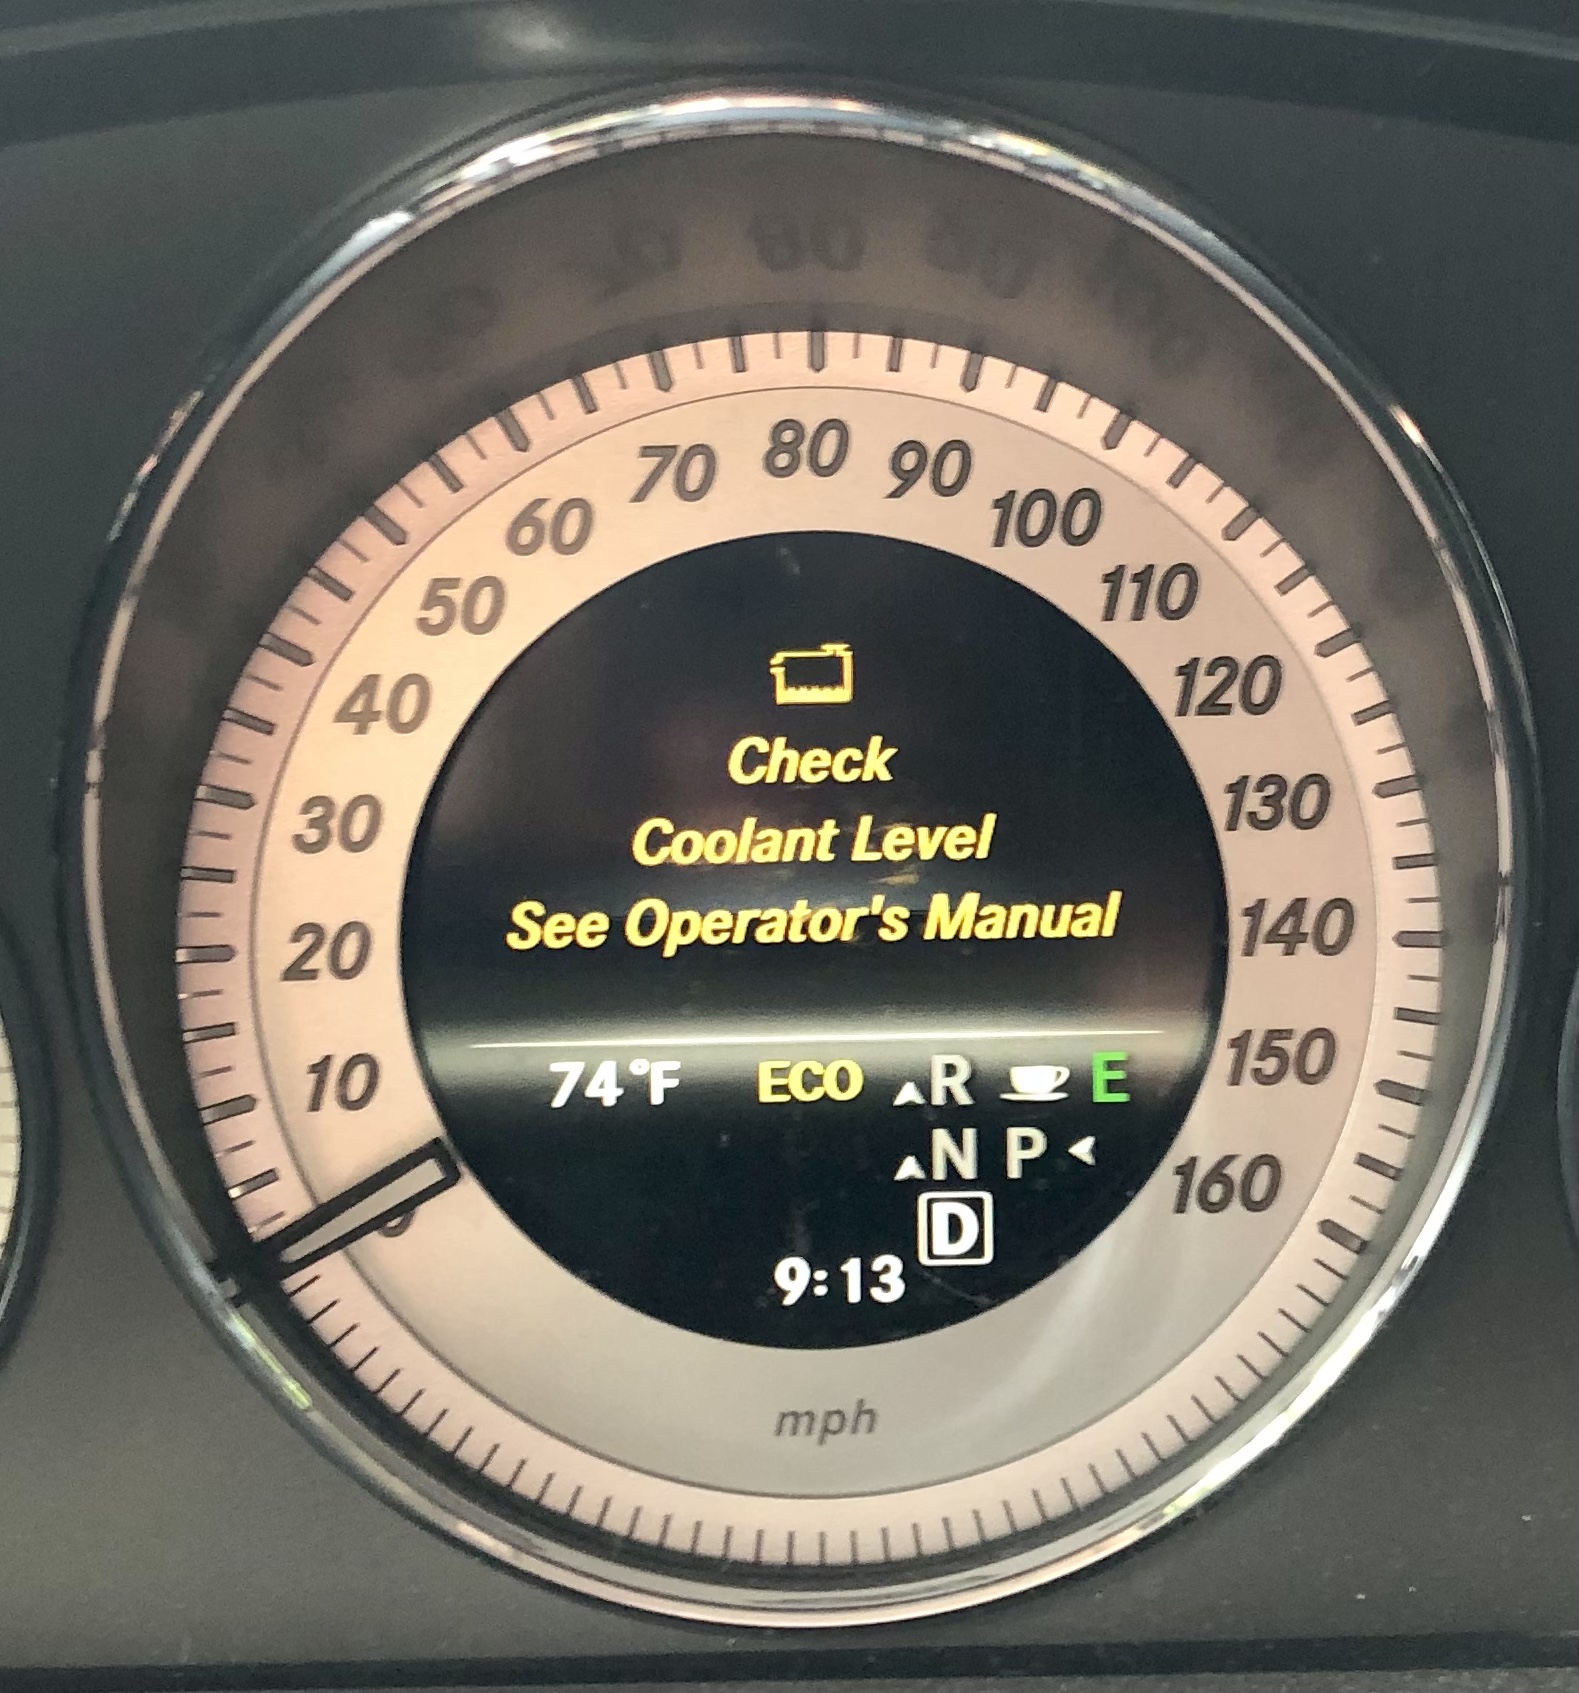 80
70 90
60 100
50 110
40 120
30 130
20 140
10 150
0 160
Check
Coolant Level
See Operator's Manual
74°F ECO R E
N P
D
9:13
mph